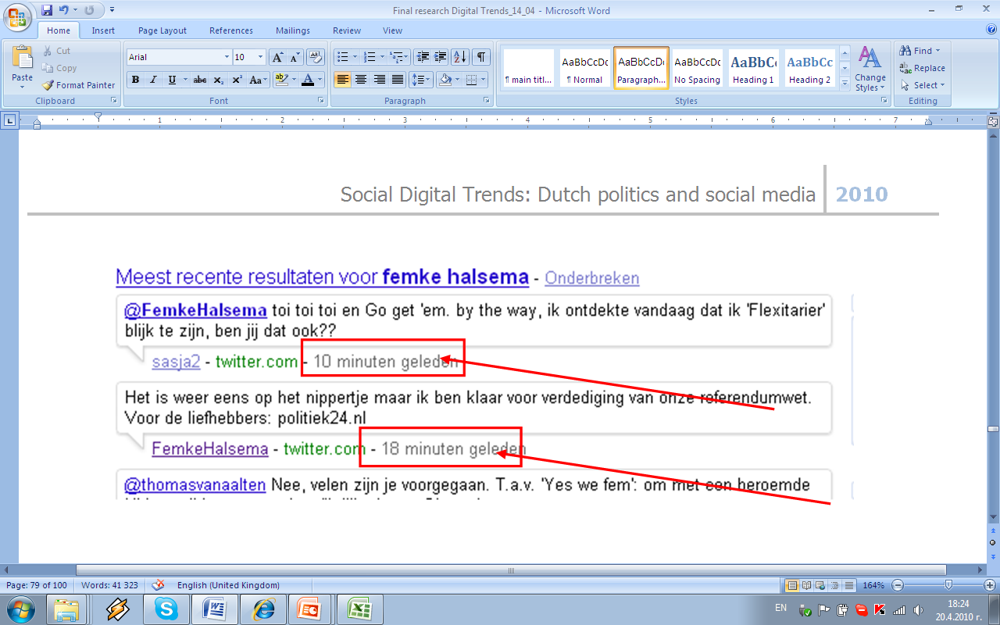 Final research Digital Trends_14_04 - Microsoft Word
Home Insert Page Layout References Mailings Review View
Paste Cut Copy Format Painter Clipboard
Arial 10 Font
Paragraph
AaBbCcDc AaBbCcDc AaBbCcDc AaBbCc AaBbCc
¶ main titl... ¶ Normal Paragraph... No Spacing Heading 1 Heading 2 Change Styles
Styles
Find Replace Select Editing
1 2 3 4 5 6 7
Social Digital Trends: Dutch politics and social media 2010
Meest recente resultaten voor femke halsema - Onderbreken
@FemkeHalsema toi toi toi en Go get 'em. by the way, ik ontdekte vandaag dat ik 'Flexitarier'
blijk te zijn, ben jij dat ook??
sasja2 - twitter.com - 10 minuten geleden
Het is weer eens op het nippertje maar ik ben klaar voor verdediging van onze referendumwet.
Voor de liefhebbers: politiek24.nl
FemkeHalsema - twitter.com - 18 minuten geleden
@thomasvanaalten Nee, velen zijn je voorgegaan. T.a.v. 'Yes we fem': om met een beroemde
Page: 79 of 100 Words: 41 323 English (United Kingdom) 164%
EN 18:24
20.4.2010 г.